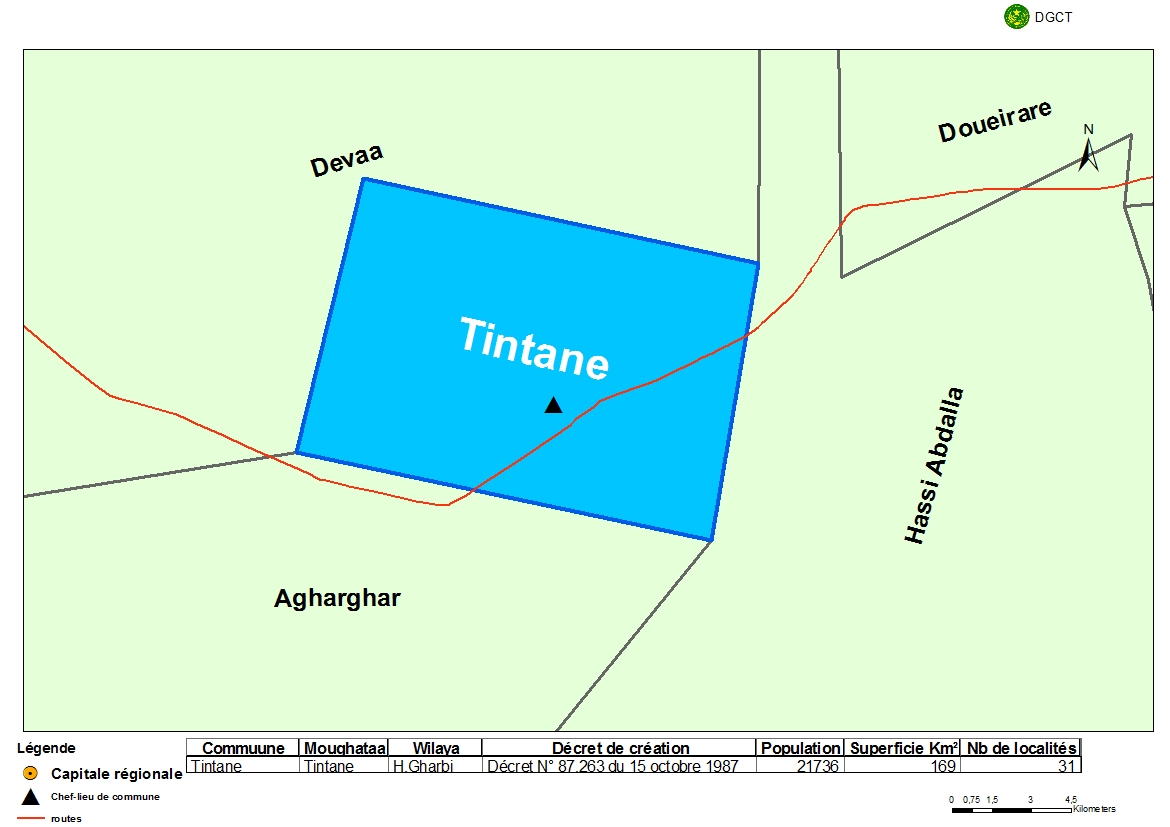 DGCT
Doueirare
N
Devaa
Tintane
Hassi Abdalla
Agharghar
Légende
Capitale régionale
Chef-lieu de commune
routes
Commuune Moughataa Wilaya Décret de création Population Superficie Km² Nb de localités
Tintane Tintane H.Gharbi Décret N° 87.263 du 15 octobre 1987 21736 169 31
0 0,75 1,5 3 4,5
Kilometers